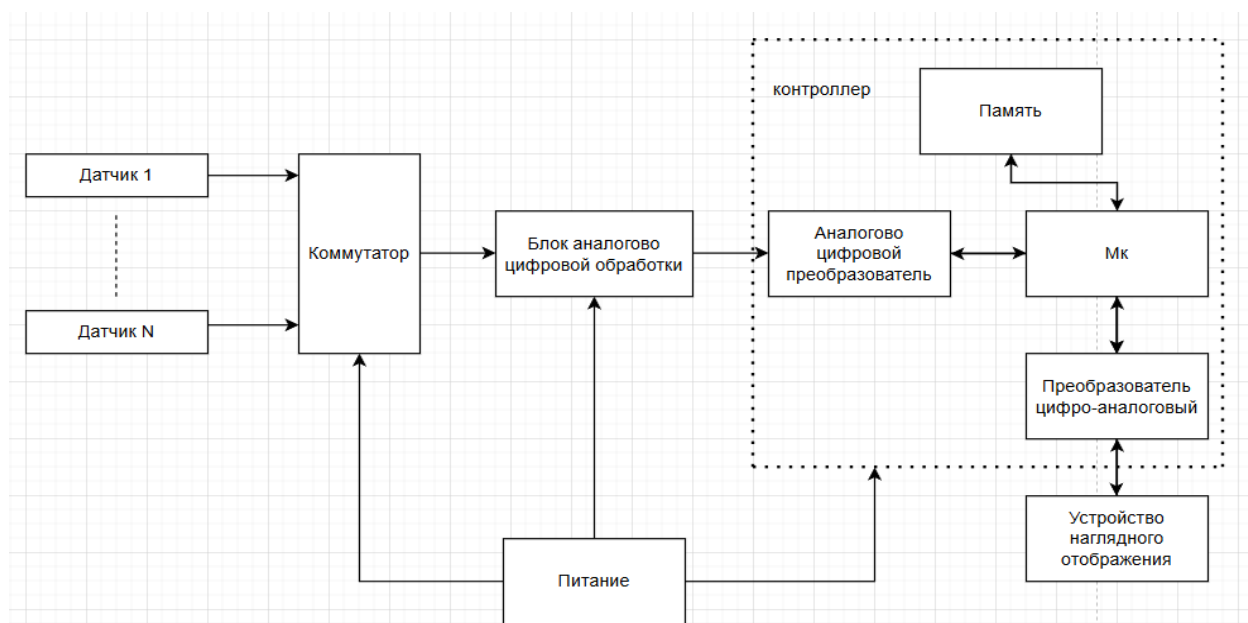 контроллер
Память
Датчик 1
Коммутатор
Блок аналогово
цифровой обработки
Аналогово
цифровой
преобразователь
Мк
Датчик N
Преобразователь
цифро-аналоговый
Устройство
наглядного
отображения
Питание